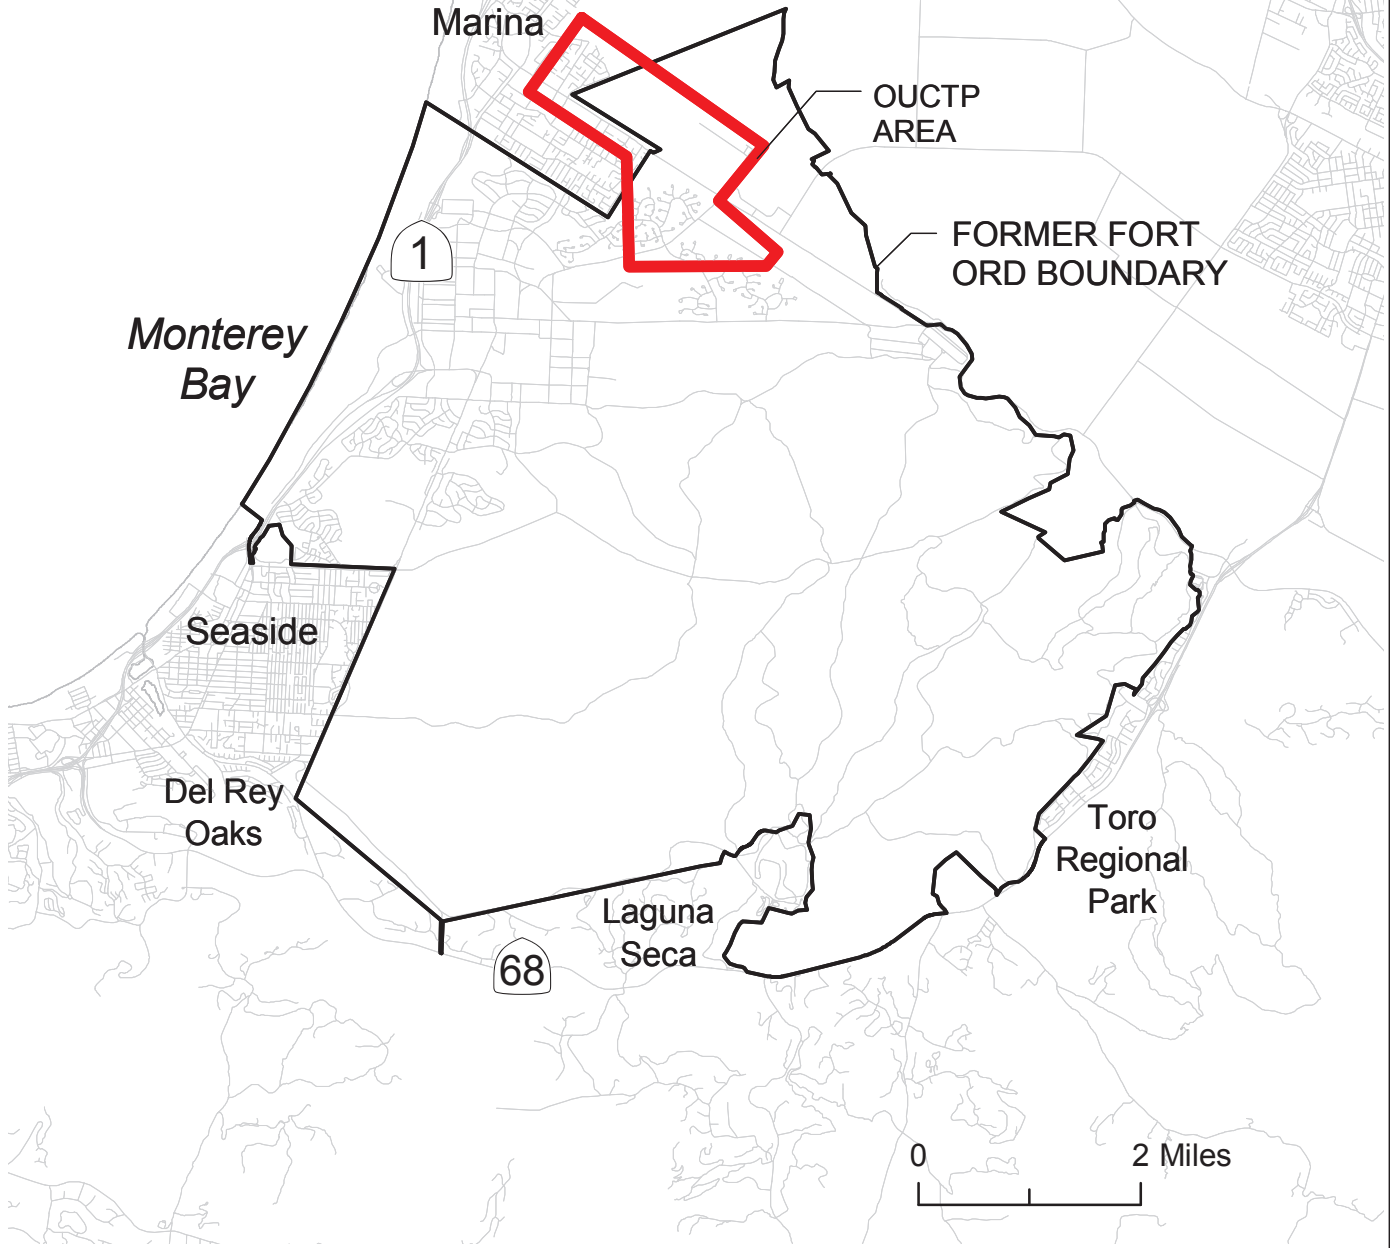 Marina
OUCTP
AREA
FORMER FORT
ORD BOUNDARY
1
Monterey
Bay
Seaside
Del Rey
Oaks
Toro
Regional
Park
Laguna
Seca
68
0 2 Miles